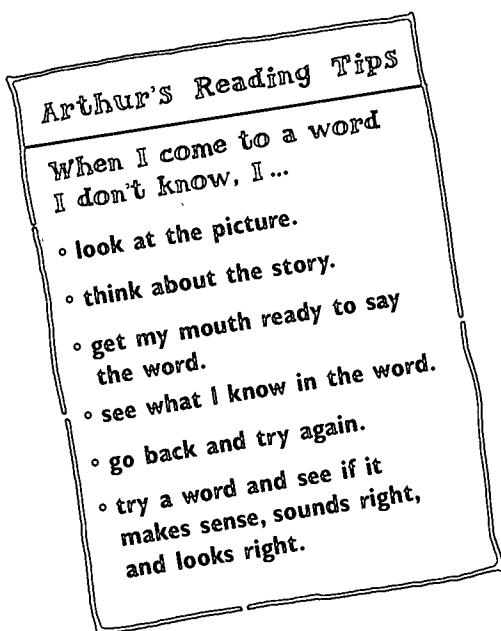 Arthur's Reading Tips
When I come to a word
I don't know, I...
◦ look at the picture.
◦ think about the story.
◦ get my mouth ready to say
the word.
◦ see what I know in the word.
◦ go back and try again.
◦ try a word and see if it
makes sense, sounds right,
and looks right.